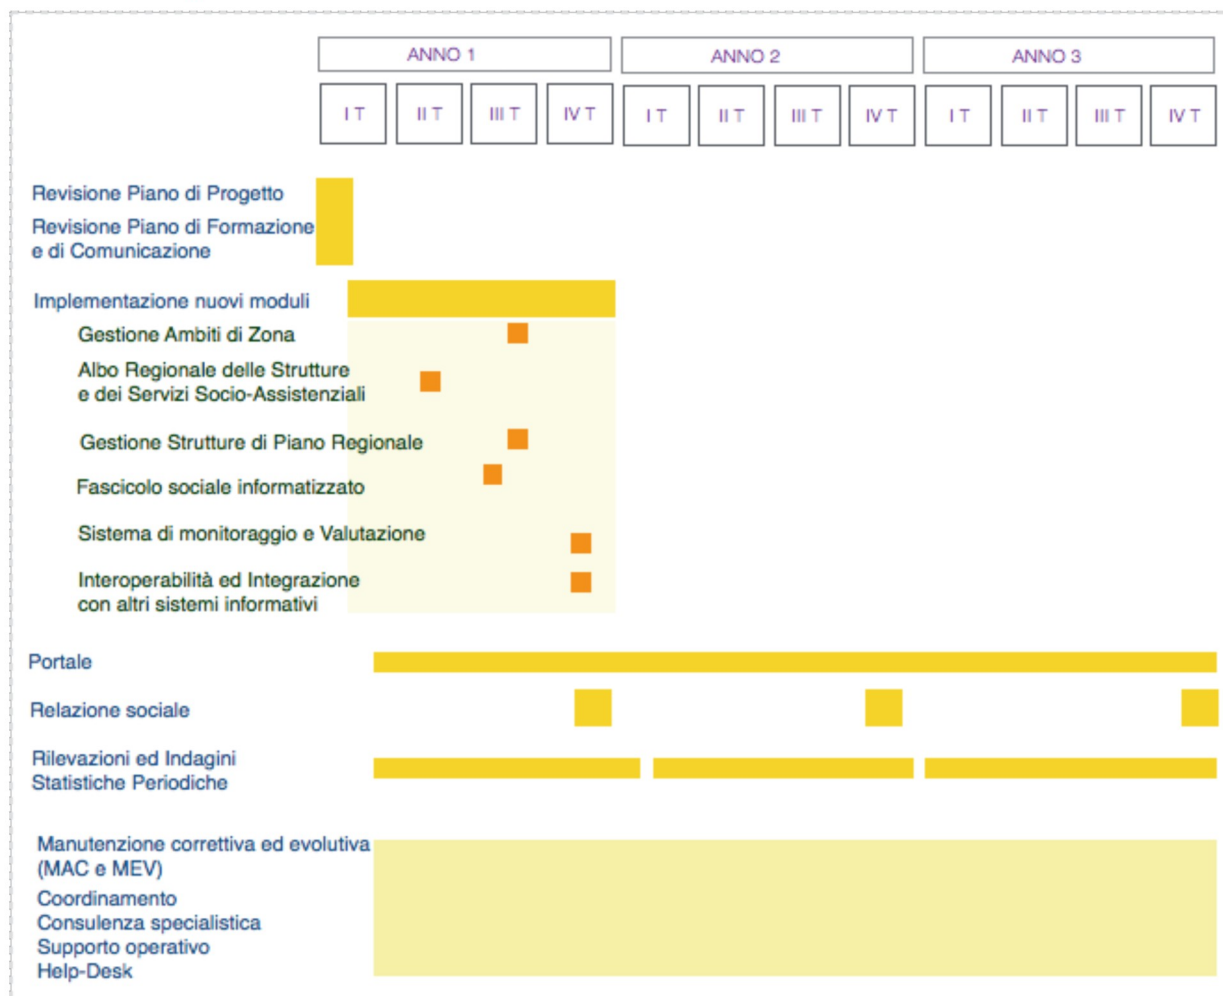 ANNO 1 ANNO 2 ANNO 3
I T II T III T IV T I T II T III T IV T I T II T III T IV T
Revisione Piano di Progetto
Revisione Piano di Formazione
e di Comunicazione
Implementazione nuovi moduli
Gestione Ambiti di Zona
Albo Regionale delle Strutture
e dei Servizi Socio-Assistenziali
Gestione Strutture di Piano Regionale
Fascicolo sociale informatizzato
Sistema di monitoraggio e Valutazione
Interoperabilità ed Integrazione
con altri sistemi informativi
Portale
Relazione sociale
Rilevazioni ed Indagini
Statistiche Periodiche
Manutenzione correttiva ed evolutiva
(MAC e MEV)
Coordinamento
Consulenza specialistica
Supporto operativo
Help-Desk